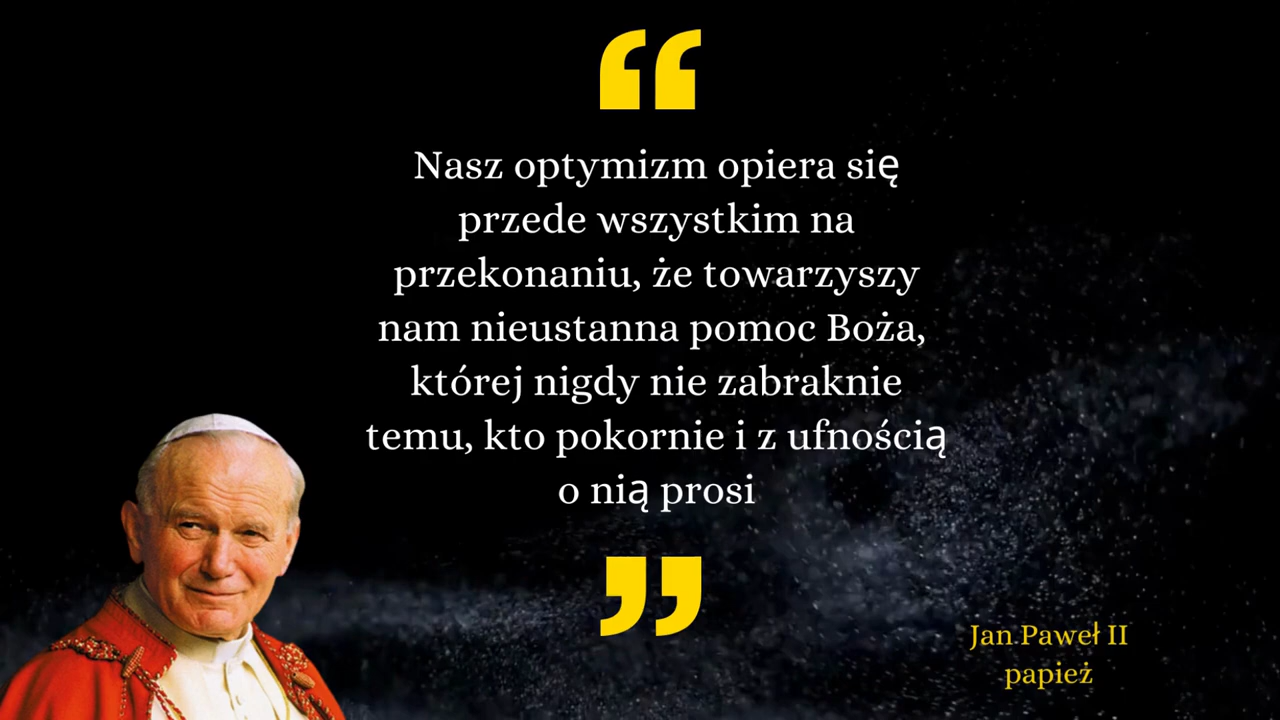 “
Nasz optymizm opiera się
przede wszystkim na
przekonaniu, że towarzyszy
nam nieustanna pomoc Boża,
której nigdy nie zabraknie
temu, kto pokornie i z ufnością
o nią prosi
”
Jan Paweł II
papież